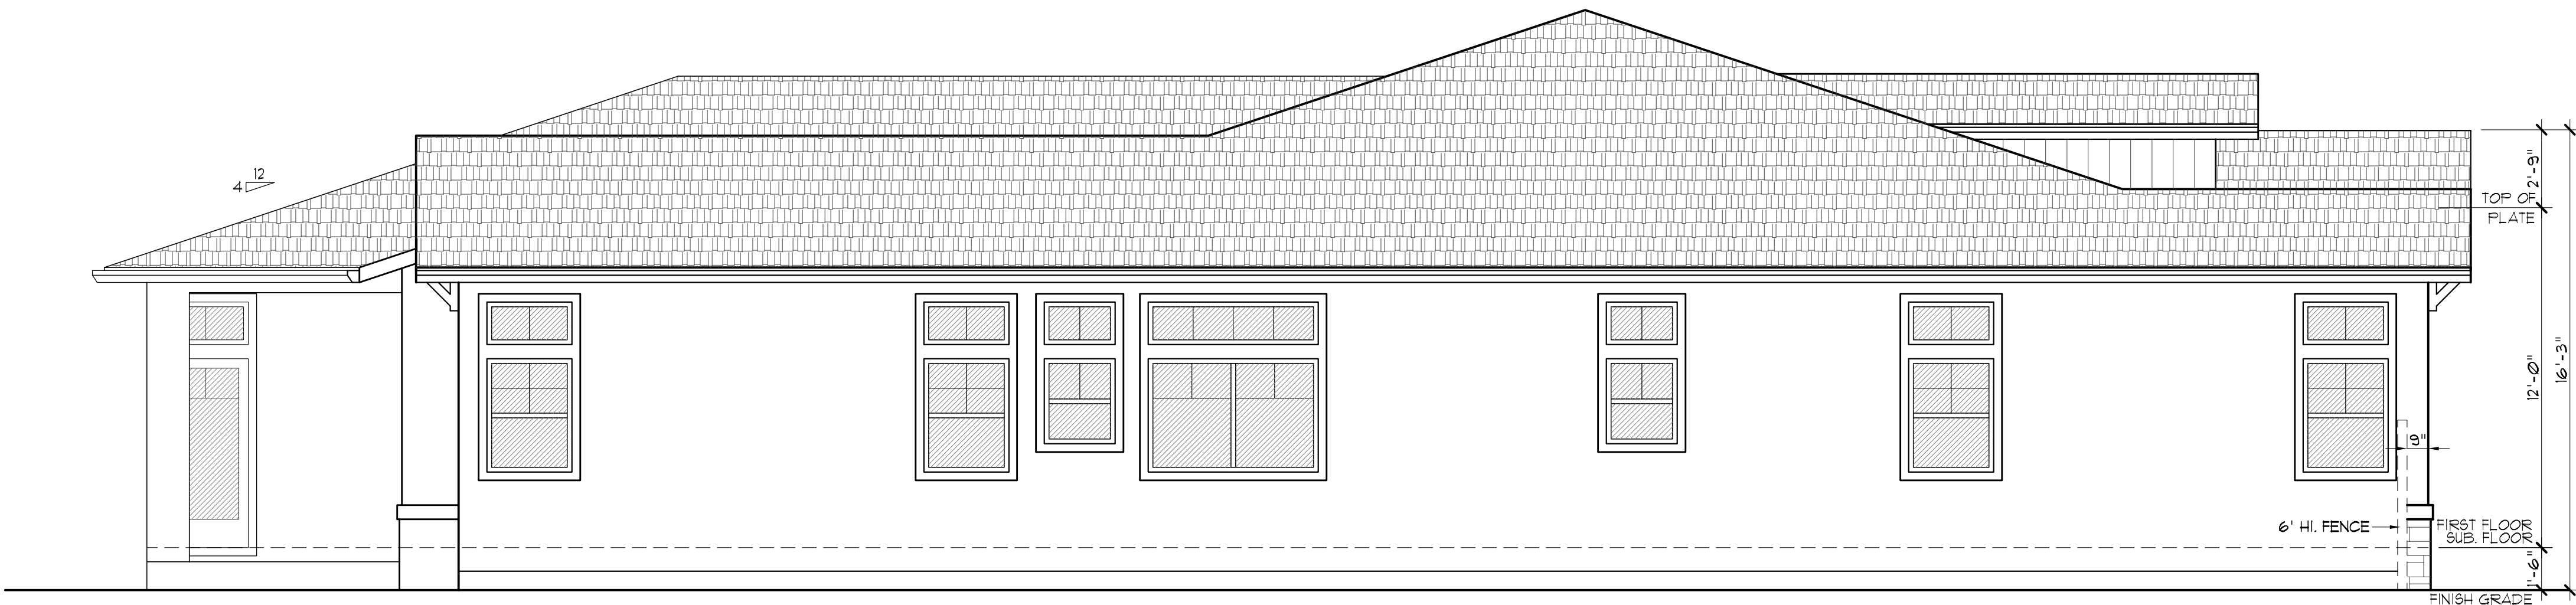 12
4
2'-9"
TOP OF
PLATE
12'-0"
16'-3"
9"
6' HI. FENCE
FIRST FLOOR
SUB. FLOOR
1'-6"
FINISH GRADE